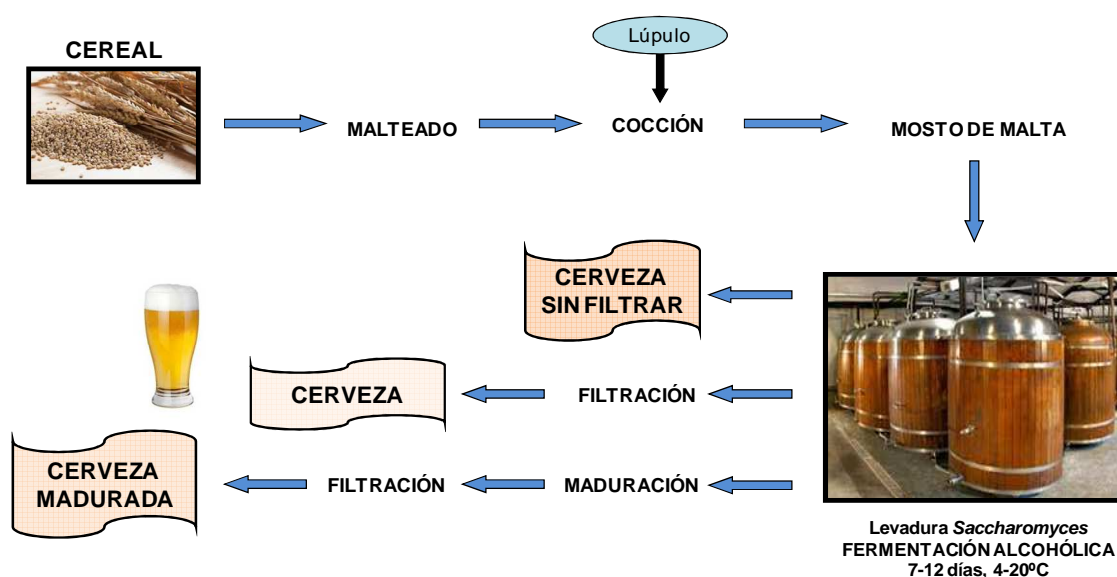 CEREAL
Lúpulo
MALTEADO
COCCIÓN
MOSTO DE MALTA
CERVEZA
SIN FILTRAR
CERVEZA
FILTRACIÓN
CERVEZA
MADURADA
FILTRACIÓN
MADURACIÓN
Levadura Saccharomyces
FERMENTACIÓN ALCOHÓLICA
7-12 días, 4-20ºC